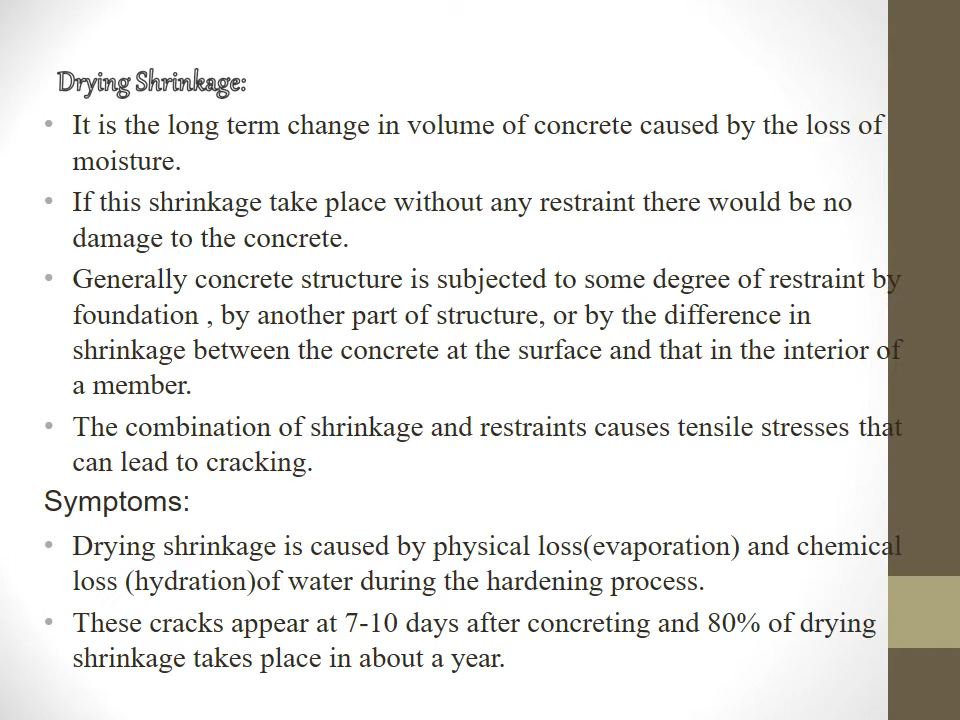 Drying Shrinkage:
• It is the long term change in volume of concrete caused by the loss of
moisture.
• If this shrinkage take place without any restraint there would be no
damage to the concrete.
• Generally concrete structure is subjected to some degree of restraint by
foundation , by another part of structure, or by the difference in
shrinkage between the concrete at the surface and that in the interior of
a member.
• The combination of shrinkage and restraints causes tensile stresses that
can lead to cracking.
Symptoms:
• Drying shrinkage is caused by physical loss(evaporation) and chemical
loss (hydration)of water during the hardening process.
• These cracks appear at 7-10 days after concreting and 80% of drying
shrinkage takes place in about a year.